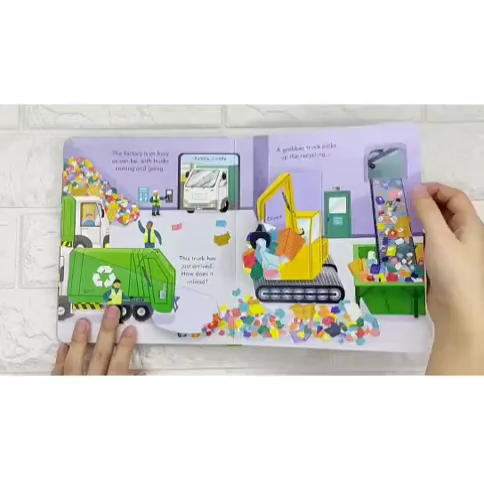 The factory is as busy
as can be, with trucks
coming and going.
A grabber truck picks
up the recycling...
This truck has
just arrived.
How does it
unload?